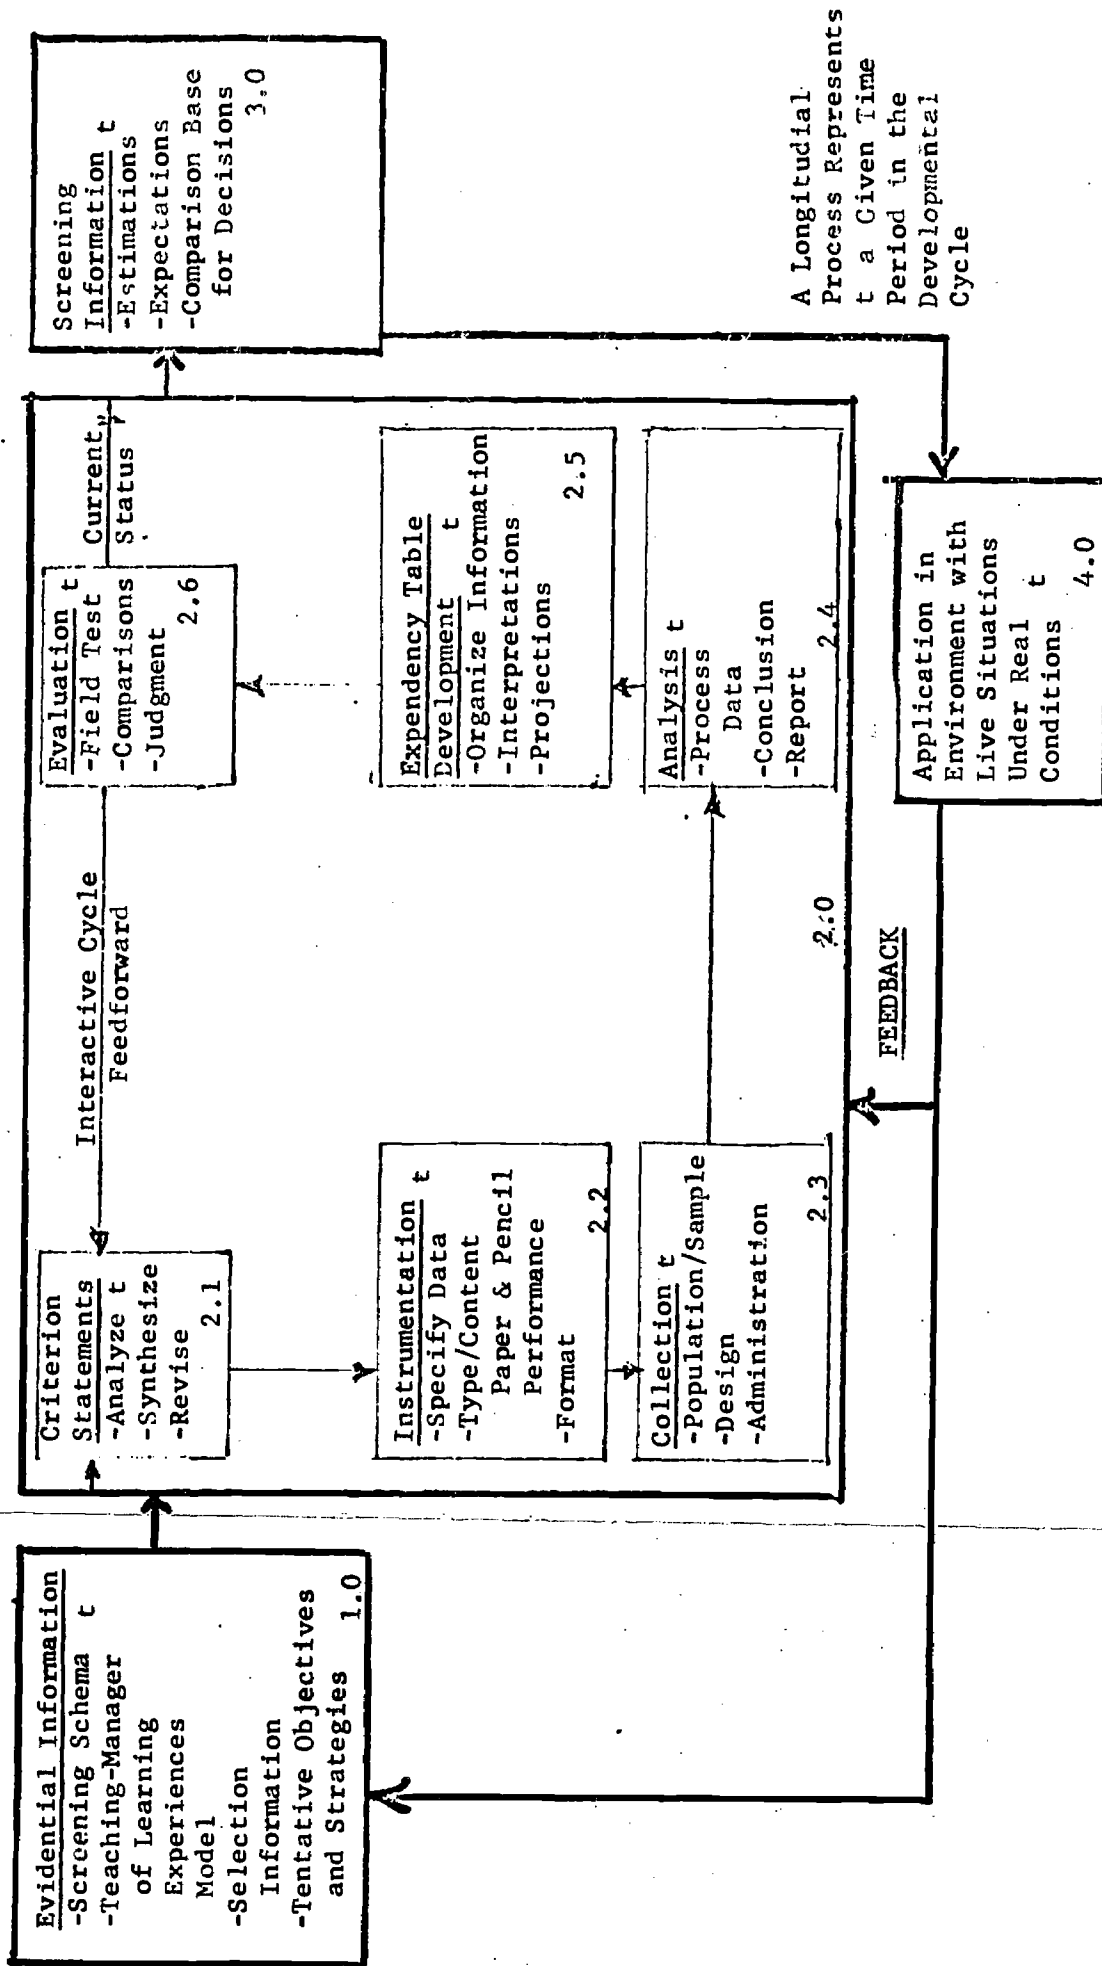 Evidential Information
-Screening Schema t
-Teaching-Manager
of Learning
Experiences
Model
-Selection
Information
-Tentative Objectives
and Strategies
1.0
Criterion
Statements
-Analyze t
-Synthesize
-Revise
2.1
Interactive Cycle
Feedforward
Evaluation t
-Field Test
-Comparisons
-Judgment
2.6
Current
Status
Instrumentation t
-Specify Data
-Type/Content
Paper & Pencil
Performance
-Format
2.2
Expendency Table
Development t
-Organize Information
-Interpretations
-Projections
2.5
Collection t
-Population/Sample
-Design
-Administration
2.3
Analysis t
-Process
Data
-Conclusion
-Report
2.4
2.0
Screening
Information t
-Estimations
-Expectations
-Comparison Base
for Decisions
3.0
FEEDBACK
Application in
Environment with
Live Situations
Under Real
Conditions t
4.0
A Longitudial
Process Represents
t a Given Time
Period in the
Developmental
Cycle